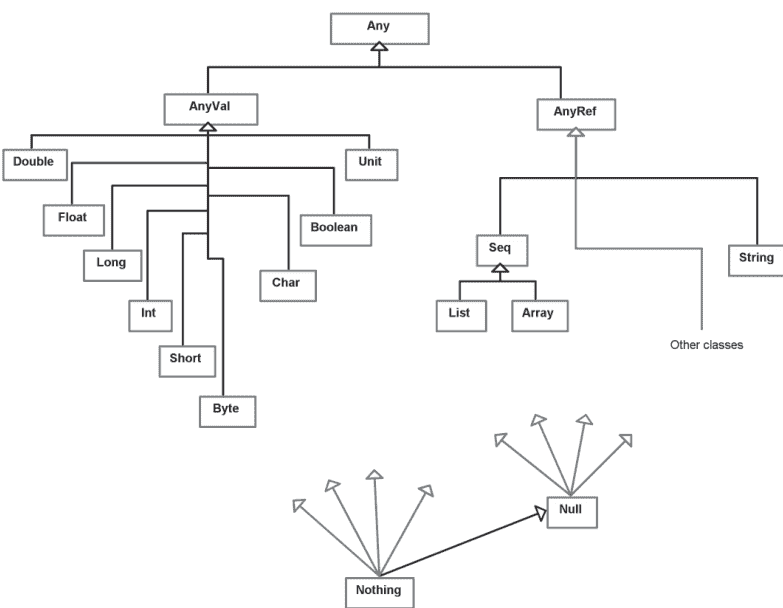 Any
AnyVal
AnyRef
Double
Unit
Float
Boolean
Seq
String
Long
Char
Int
List
Array
Other classes
Short
Byte
Null
Nothing